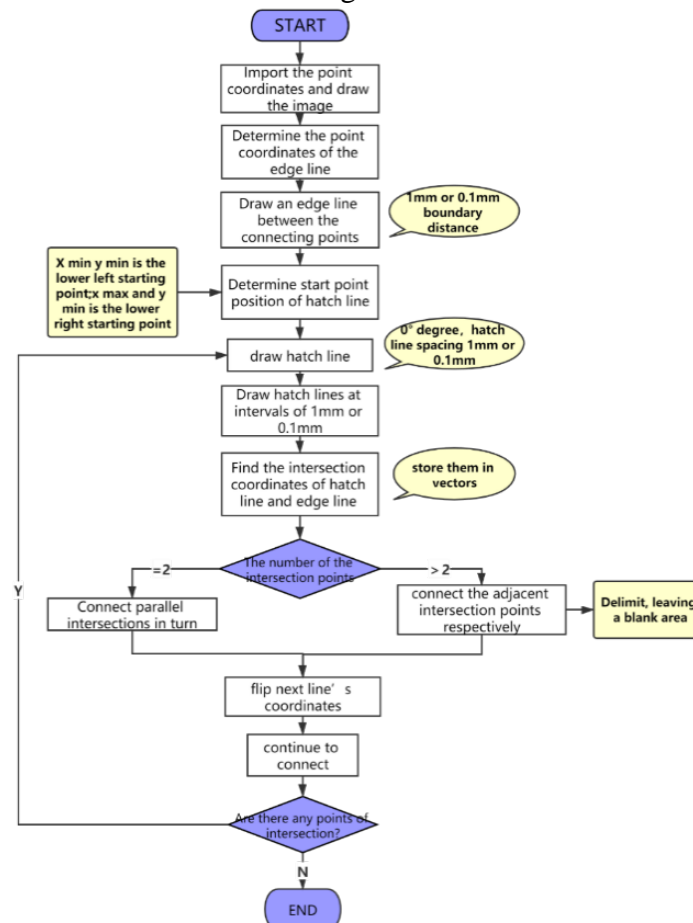 START
Import the point
coordinates and draw
the image
Determine the point
coordinates of the
edge line
Draw an edge line
between the
connecting points
1mm or 0.1mm
boundary
distance
X min y min is the
lower left starting
point;x max and y
min is the lower
right starting point
Determine start point
position of hatch line
0° degree，hatch
line spacing 1mm or
0.1mm
draw hatch line
Draw hatch lines at
intervals of 1mm or
0.1mm
Find the intersection
coordinates of hatch
line and edge line
store them in
vectors
The number of the
intersection points
=2
>2
Y
Connect parallel
intersections in turn
connect the adjacent
intersection points
respectively
Delimit, leaving
a blank area
flip next line’s
coordinates
continue to
connect
Are there any points of
intersection?
N
END